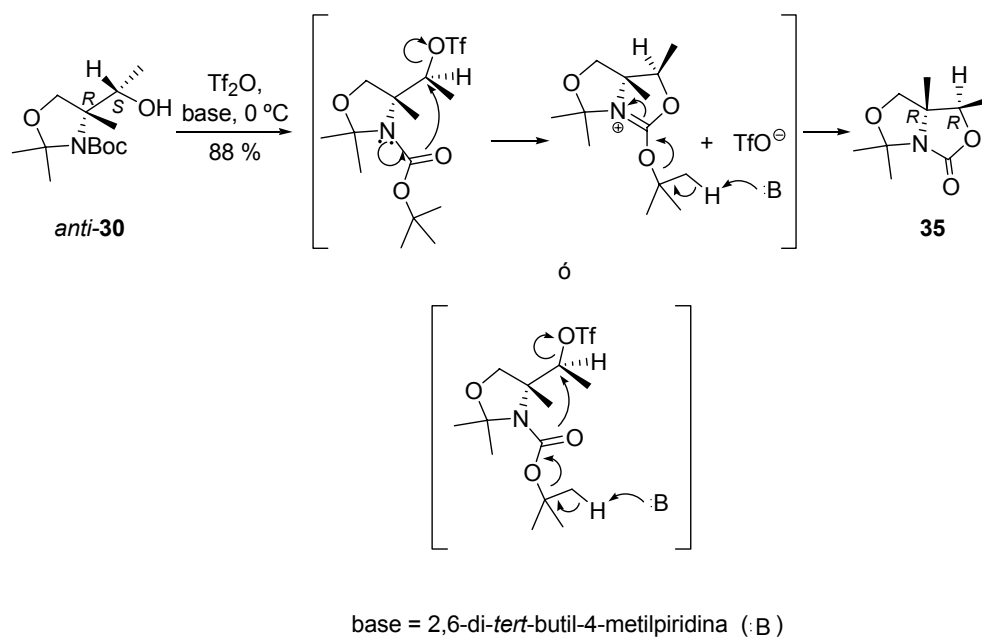 H
R
S
OH
O
NBoc
anti-30
Tf₂O,
base, 0 ºC
88 %
OTf
H
O
N
O
O
H
O
N
⊕
O
O
H
:B
+ TfO⊖
H
R
R
O
N
O
O
35
ó
OTf
H
O
N
O
O
H
:B
base = 2,6-di-tert-butil-4-metilpiridina (:B)